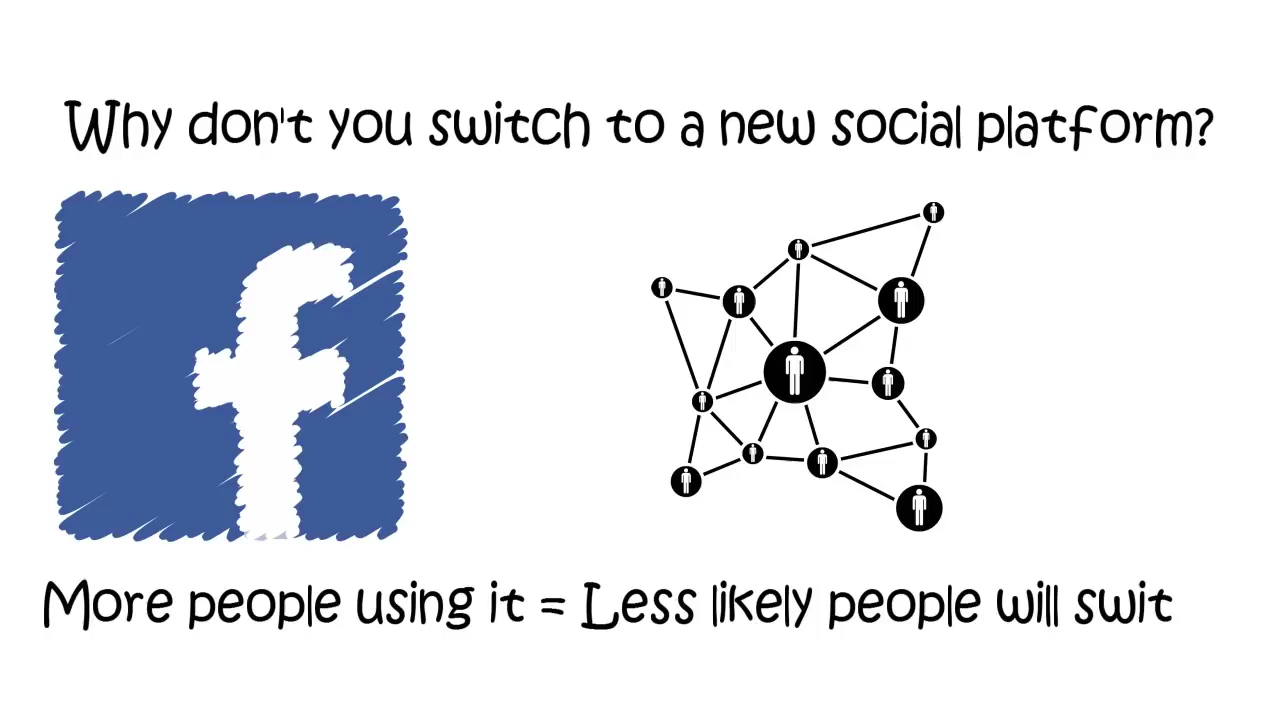 Why don't you switch to a new social platform?
f
More people using it = Less likely people will swit